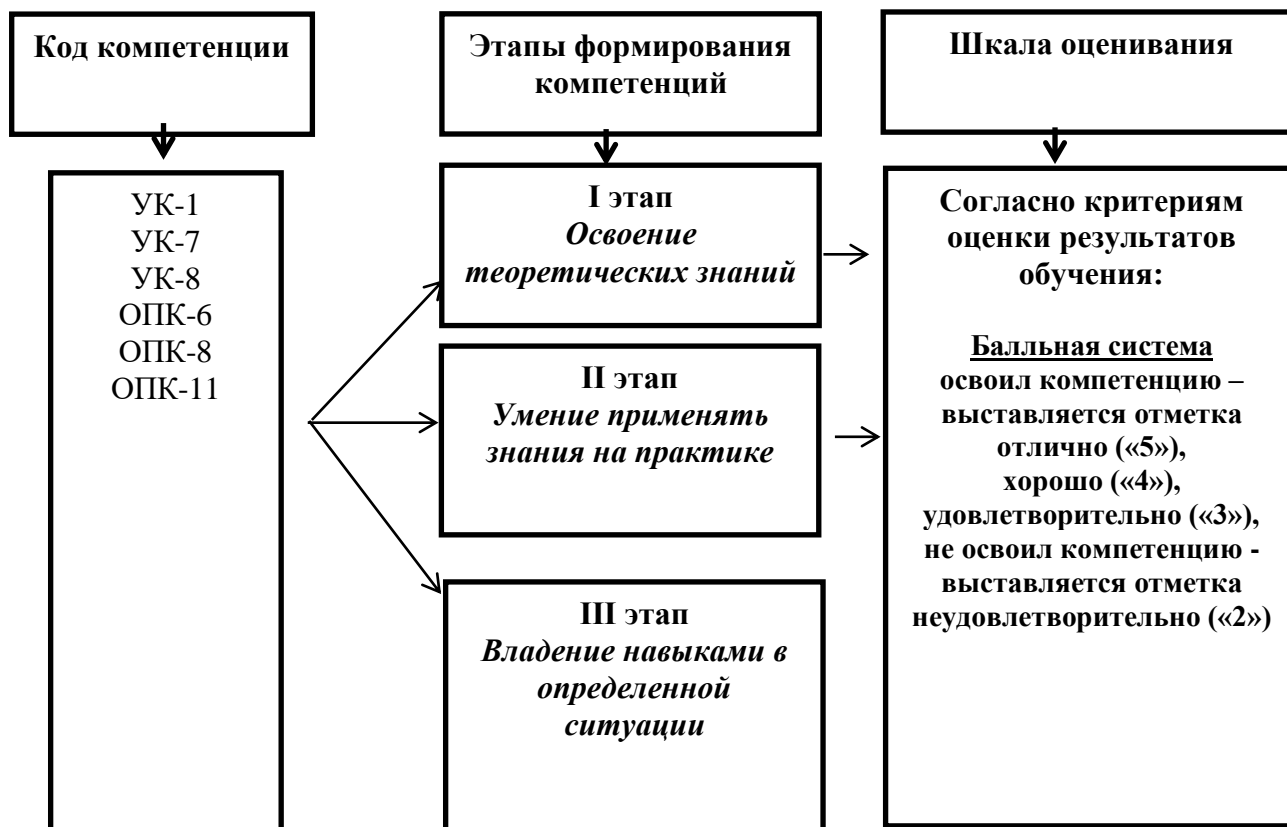 Код компетенции
Этапы формирования
компетенций
Шкала оценивания
УК-1
УК-7
УК-8
ОПК-6
ОПК-8
ОПК-11
I этап
Освоение
теоретических знаний
II этап
Умение применять
знания на практике
III этап
Владение навыками в
определенной
ситуации
Согласно критериям
оценки результатов
обучения:
Балльная система
освоил компетенцию –
выставляется отметка
отлично («5»),
хорошо («4»),
удовлетворительно («3»),
не освоил компетенцию -
выставляется отметка
неудовлетворительно («2»)